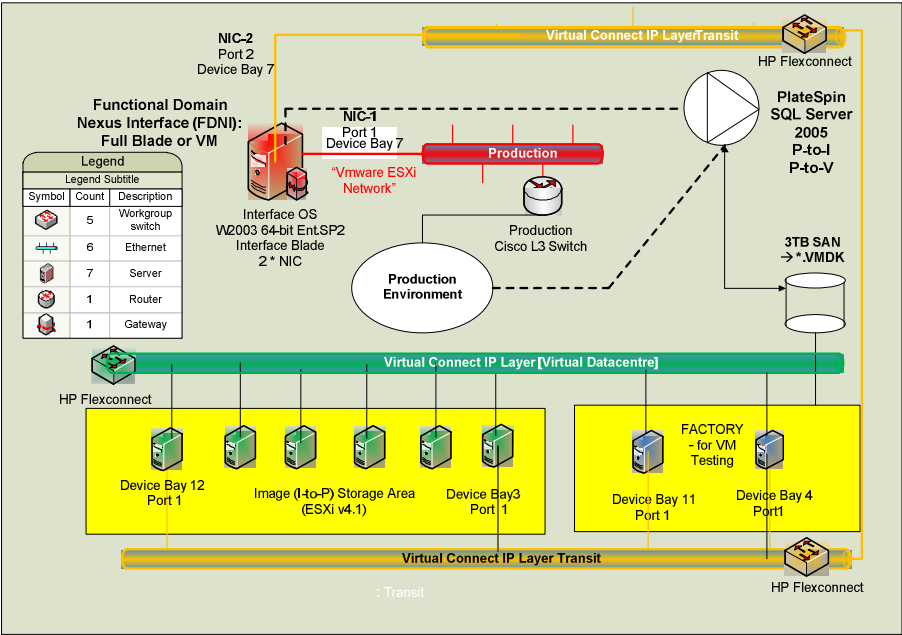 NIC-2
Port 2
Device Bay 7
Virtual Connect IP LayerTransit
HP Flexconnect
Functional Domain
Nexus Interface (FDNI):
Full Blade or VM
NIC-1
Port 1
Device Bay 7
Production
"Vmware ESXi
Network"
PlateSpin
SQL Server
2005
P-to-I
P-to-V
Legend
Legend Subtitle
Symbol Count Description
5 Workgroup switch
6 Ethernet
7 Server
1 Router
1 Gateway
Interface OS
W2003 64-bit Ent.SP2
Interface Blade
2 * NIC
Production
Cisco L3 Switch
Production
Environment
3TB SAN
→ *.VMDK
Virtual Connect IP Layer [Virtual Datacentre]
HP Flexconnect
Device Bay 12
Port 1
Image (I-to-P) Storage Area
(ESXi v4.1)
Device Bay3
Port 1
FACTORY
- for VM
Testing
Device Bay 11
Port 1
Device Bay 4
Port1
Virtual Connect IP Layer Transit
HP Flexconnect
: Transit